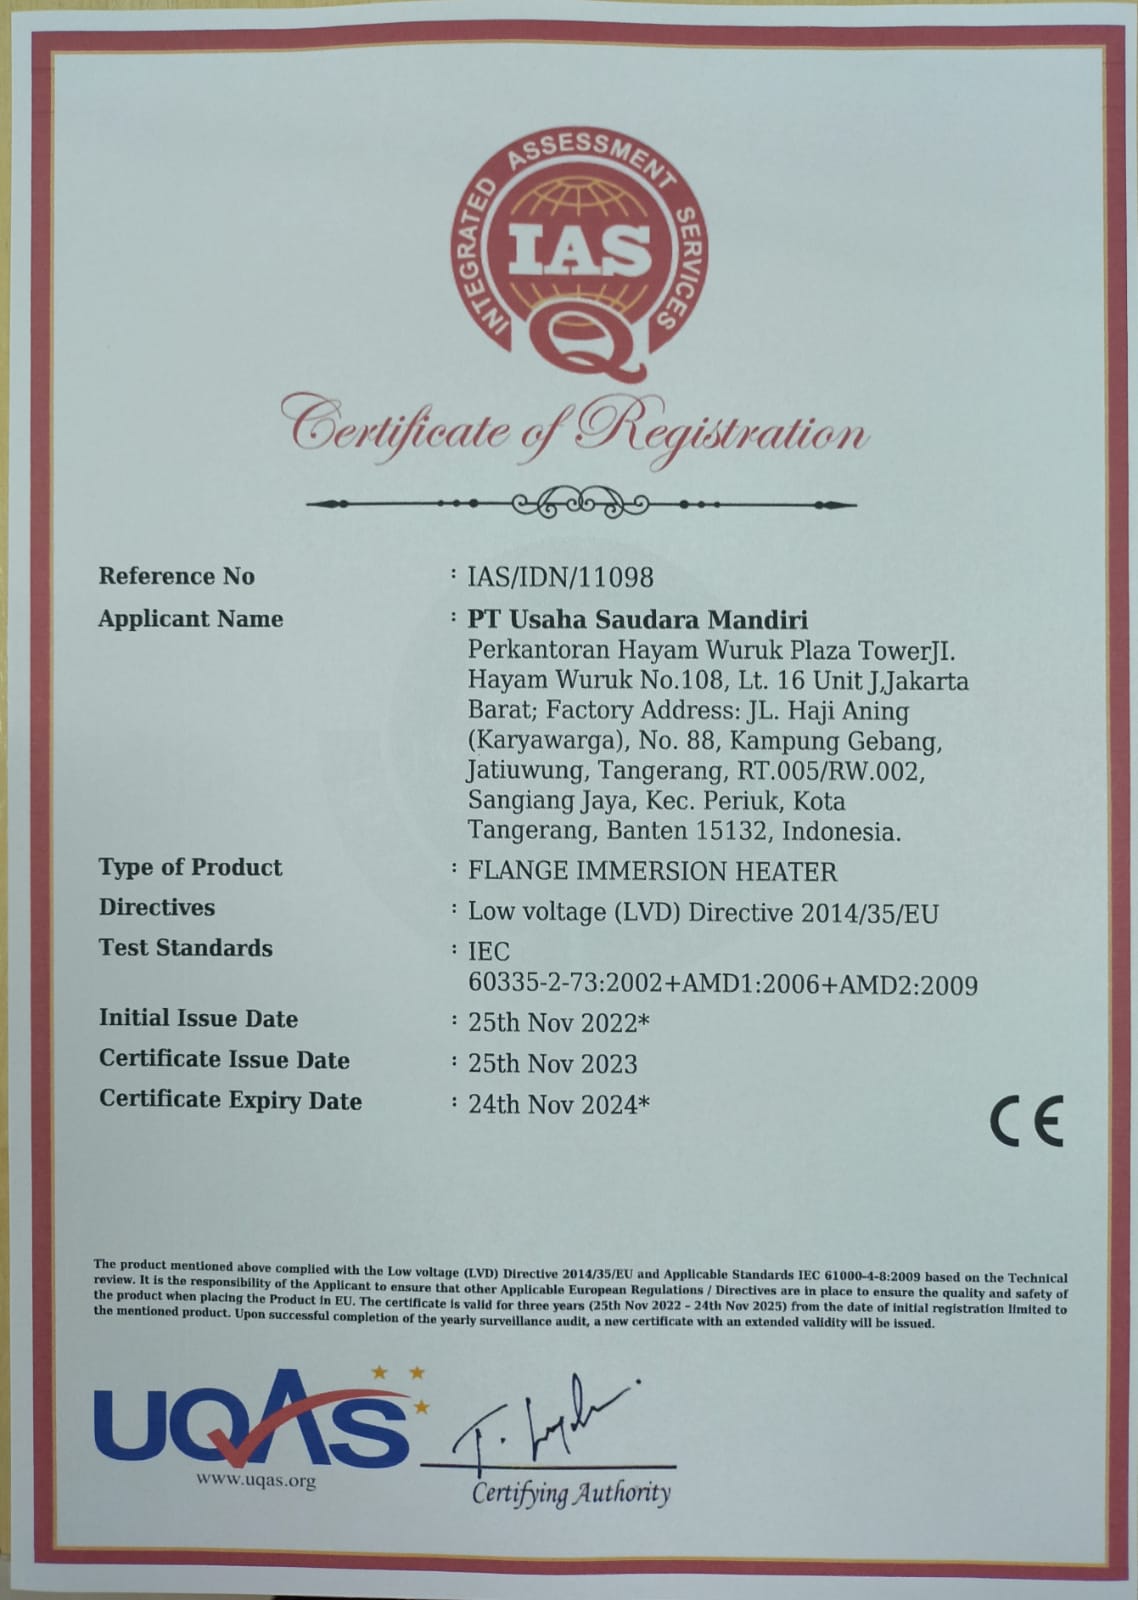 INTEGRATED ASSESSMENT SERVICES
IAS
Q
Certificate of Registration
Reference No : IAS/IDN/11098
Applicant Name : PT Usaha Saudara Mandiri
Perkantoran Hayam Wuruk Plaza TowerJI.
Hayam Wuruk No.108, Lt. 16 Unit J,Jakarta
Barat; Factory Address: JL. Haji Aning
(Karyawarga), No. 88, Kampung Gebang,
Jatiuwung, Tangerang, RT.005/RW.002,
Sangiang Jaya, Kec. Periuk, Kota
Tangerang, Banten 15132, Indonesia.
Type of Product : FLANGE IMMERSION HEATER
Directives : Low voltage (LVD) Directive 2014/35/EU
Test Standards : IEC
60335-2-73:2002+AMD1:2006+AMD2:2009
Initial Issue Date : 25th Nov 2022*
Certificate Issue Date : 25th Nov 2023
Certificate Expiry Date : 24th Nov 2024*
CE
The product mentioned above complied with the Low voltage (LVD) Directive 2014/35/EU and Applicable Standards IEC 61000-4-8:2009 based on the Technical
review. It is the responsibility of the Applicant to ensure that other Applicable European Regulations / Directives are in place to ensure the quality and safety of
the product when placing the Product in EU. The certificate is valid for three years (25th Nov 2022 - 24th Nov 2025) from the date of initial registration limited to
the mentioned product. Upon successful completion of the yearly surveillance audit, a new certificate with an extended validity will be issued.
UQAS
www.uqas.org
Certifying Authority